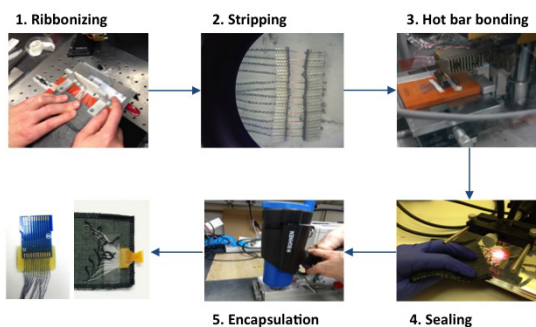 1. Ribbonizing
2. Stripping
3. Hot bar bonding
4. Sealing
5. Encapsulation